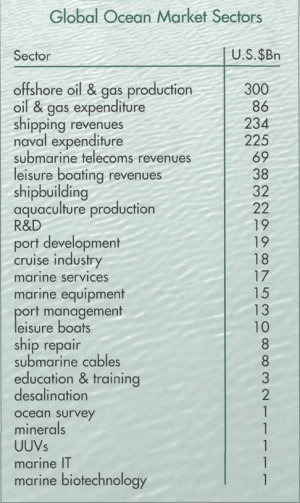 Global Ocean Market Sectors
Sector U.S.$Bn
offshore oil & gas production 300
oil & gas expenditure 86
shipping revenues 234
naval expenditure 225
submarine telecoms revenues 69
leisure boating revenues 38
shipbuilding 32
aquaculture production 22
R&D 19
port development 19
cruise industry 18
marine services 17
marine equipment 15
port management 13
leisure boats 10
ship repair 8
submarine cables 8
education & training 3
desalination 2
ocean survey 1
minerals 1
UUVs 1
marine IT 1
marine biotechnology 1